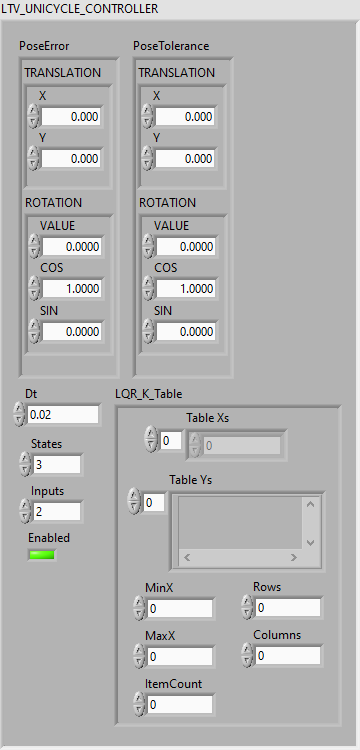 LTV_UNICYCLE_CONTROLLER
PoseError
TRANSLATION
X
0.000
Y
0.000
ROTATION
VALUE
0.0000
COS
1.0000
SIN
0.0000
PoseTolerance
TRANSLATION
X
0.000
Y
0.000
ROTATION
VALUE
0.0000
COS
1.0000
SIN
0.0000
Dt
0.02
States
3
Inputs
2
Enabled
LQR_K_Table
Table Xs
0
0
Table Ys
0
MinX
0
Rows
0
MaxX
0
Columns
0
ItemCount
0